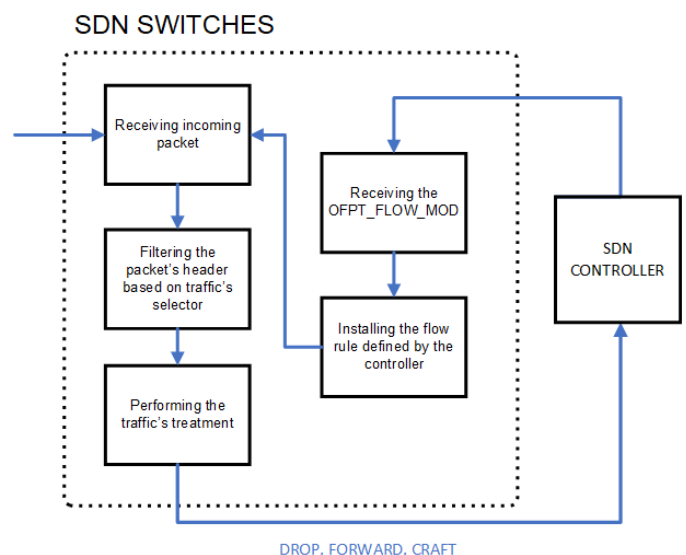 SDN SWITCHES
Receiving incoming
packet
Filtering the
packet's header
based on traffic's
selector
Performing the
traffic's treatment
Receiving the
OFPT_FLOW_MOD
Installing the flow
rule defined by the
controller
SDN
CONTROLLER
DROP. FORWARD. CRAFT